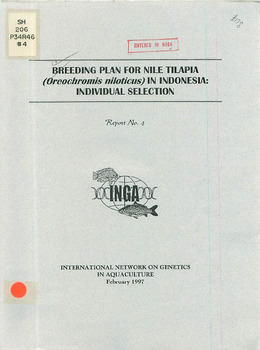 SH
206
P34R46
#4
ENTERED IN NAGA
BREEDING PLAN FOR NILE TILAPIA
(Oreochromis niloticus) IN INDONESIA:
INDIVIDUAL SELECTION
Report No. 4
INGA
INTERNATIONAL NETWORK ON GENETICS
IN AQUACULTURE
February 1997